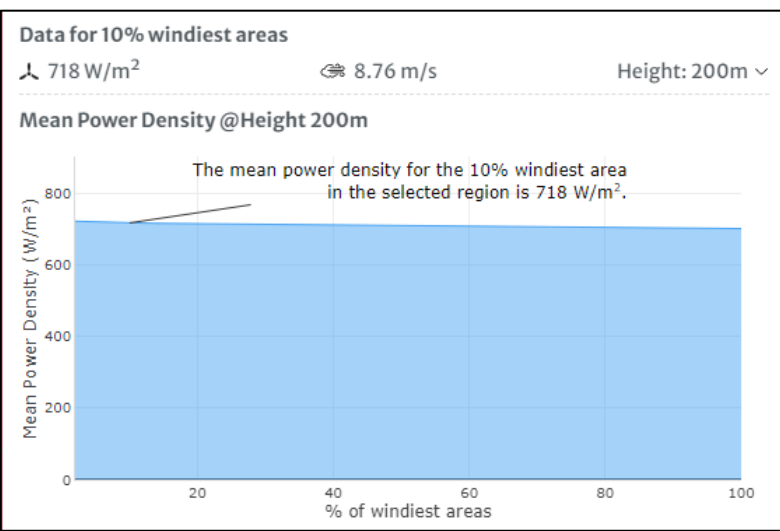 Data for 10% windiest areas
718 W/m² 8.76 m/s Height: 200m
Mean Power Density @Height 200m
The mean power density for the 10% windiest area
in the selected region is 718 W/m².
Mean Power Density (W/m²)
800
600
400
200
0
20 40 60 80 100
% of windiest areas